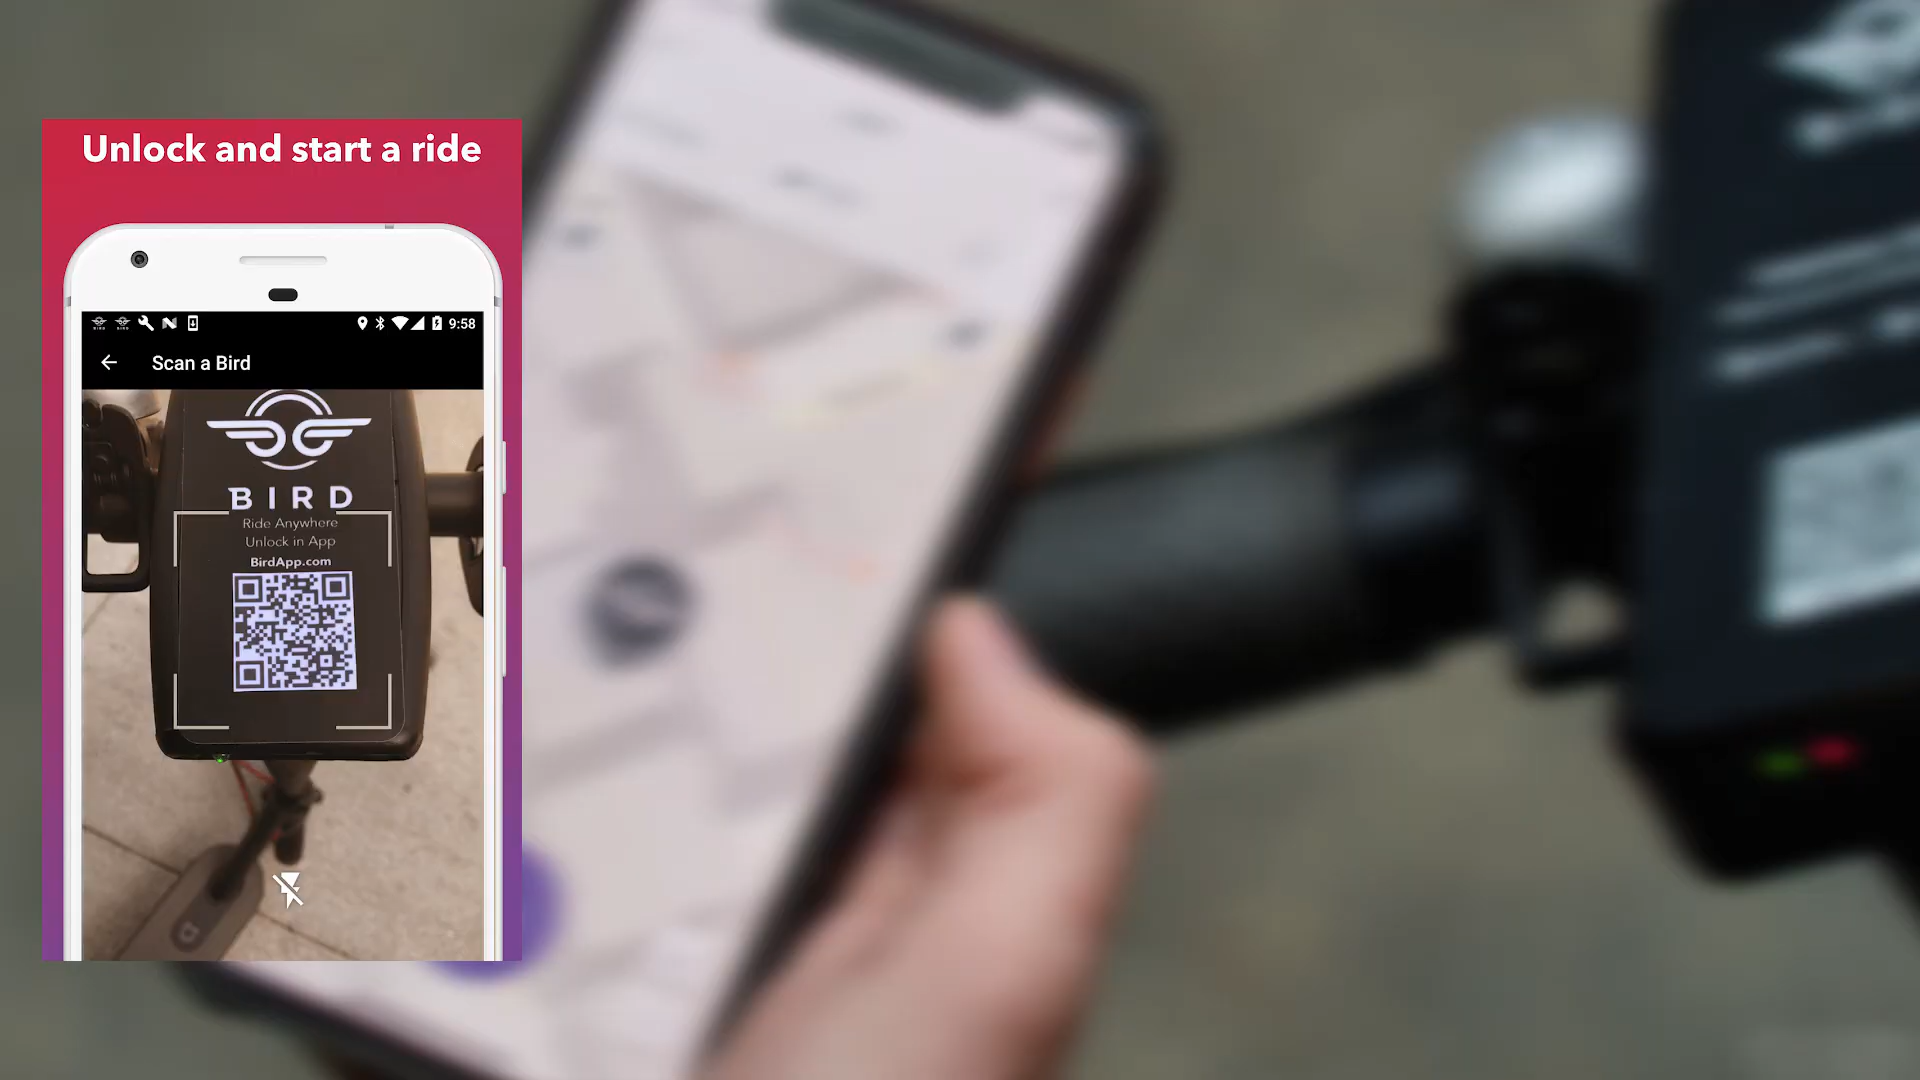 Unlock and start a ride
9:58
Scan a Bird
BIRD
Ride Anywhere
Unlock in App
BirdApp.com